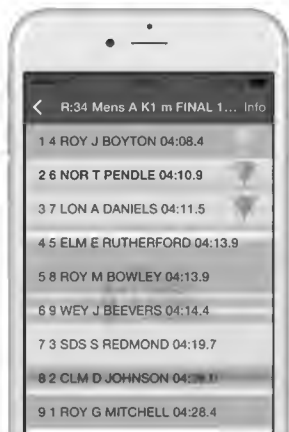 R:34 Mens A K1 m FINAL 1... Info
1 4 ROY J BOYTON 04:08.4
2 6 NOR T PENDLE 04:10.9
3 7 LON A DANIELS 04:11.5
4 5 ELM E RUTHERFORD 04:13.9
5 8 ROY M BOWLEY 04:13.9
6 9 WEY J BEEVERS 04:14.4
7 3 SDS S REDMOND 04:19.7
8 2 CLM D JOHNSON
9 1 ROY G MITCHELL 04:28.4